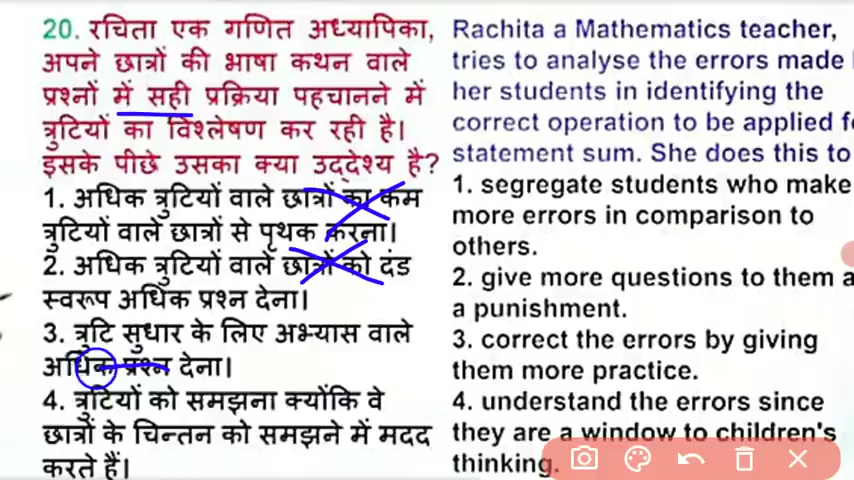 20. रचिता एक गणित अध्यापिका,
अपने छात्रों की भाषा कथन वाले
प्रश्नों में सही प्रक्रिया पहचानने में
त्रुटियों का विश्लेषण कर रही है।
इसके पीछे उसका क्या उद्देश्य है?
1. अधिक त्रुटियों वाले छात्रों का कम
त्रुटियों वाले छात्रों से पृथक करना।
2. अधिक त्रुटियों वाले छात्रों को दंड
स्वरूप अधिक प्रश्न देना।
3. त्रुटि सुधार के लिए अभ्यास वाले
अधिक प्रश्न देना।
4. त्रुटियों को समझना क्योंकि वे
छात्रों के चिन्तन को समझने में मदद
करते हैं।
Rachita a Mathematics teacher,
tries to analyse the errors made
her students in identifying the
correct operation to be applied
statement sum. She does this to
1. segregate students who make
more errors in comparison to
others.
2. give more questions to them
a punishment.
3. correct the errors by giving
them more practice.
4. understand the errors since
they are a window to children's
thinking.